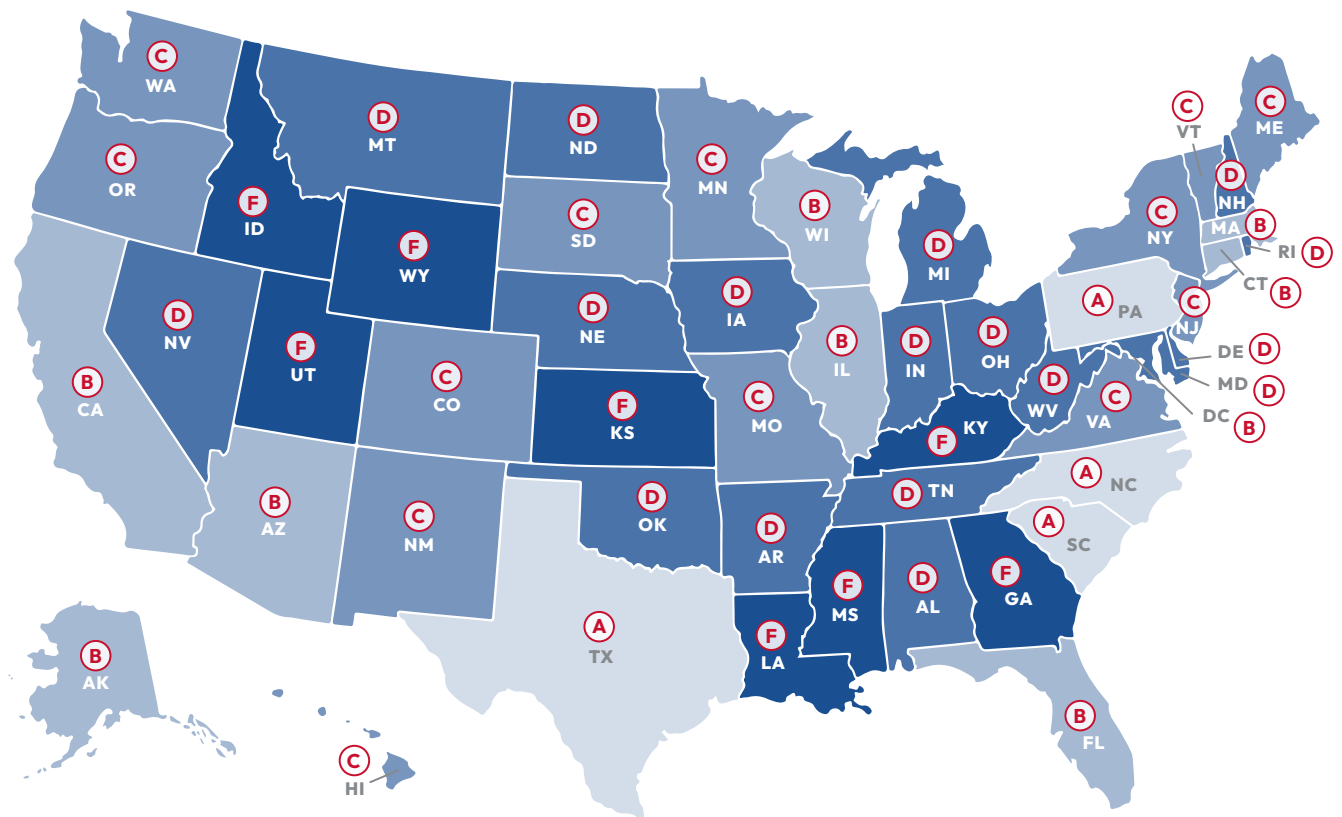 C
WA
C
OR
F
ID
D
MT
D
ND
C
MN
C
SD
B
WI
D
MI
C
VT
C
ME
D
NH
C
NY
MA B
RI D
CT B
F
WY
D
NV
F
UT
B
CA
C
CO
D
NE
D
IA
B
IL
D
IN
D
OH
A PA
C
NJ
DE D
MD D
DC B
D
WV
C
VA
F
KS
C
MO
KY
F
D TN
A NC
A
SC
B
AZ
C
NM
D
OK
D
AR
F
MS
D
AL
F
GA
A
TX
F
LA
B
FL
B
AK
C
HI